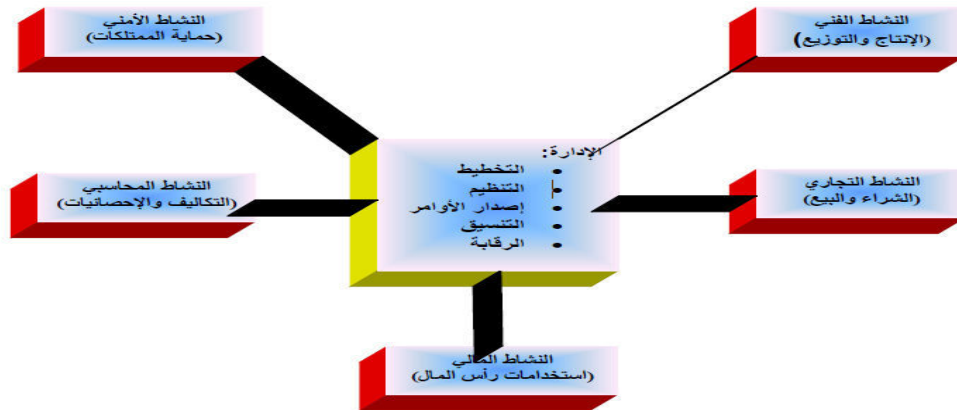 النشاط الفني
(الإنتاج والتوزيع)
النشاط الأمني
(حماية الممتلكات)
الإدارة:
• التخطيط
• التنظيم
• إصدار الأوامر
• التنسيق
• الرقابة
النشاط التجاري
(الشراء والبيع)
النشاط المحاسبي
(التكاليف والإحصائيات)
النشاط المالي
(استخدامات رأس المال)